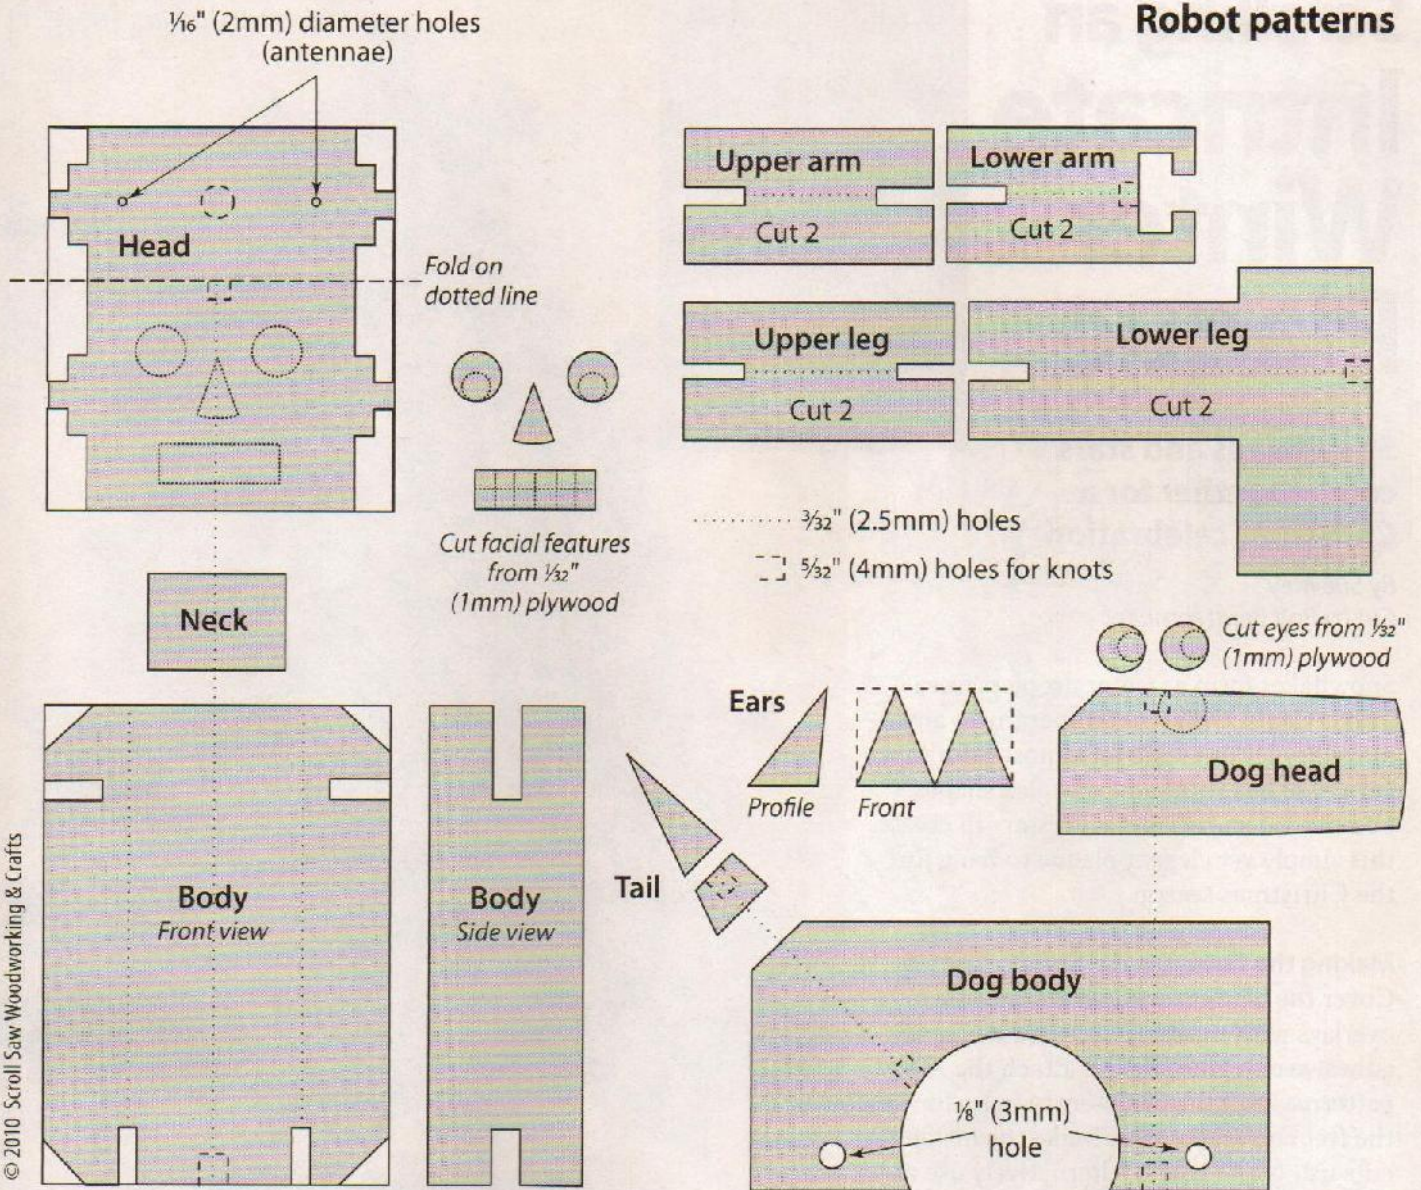 Robot patterns
1/16" (2mm) diameter holes
(antennae)
Head
Fold on
dotted line
Cut facial features
from 1/32"
(1mm) plywood
Neck
Upper arm
Cut 2
Lower arm
Cut 2
Upper leg
Cut 2
Lower leg
Cut 2
3/32" (2.5mm) holes
5/32" (4mm) holes for knots
Cut eyes from 1/32"
(1mm) plywood
Ears
Profile
Front
Dog head
Tail
Body
Front view
Body
Side view
Dog body
1/8" (3mm)
hole
© 2010 Scroll Saw Woodworking & Crafts